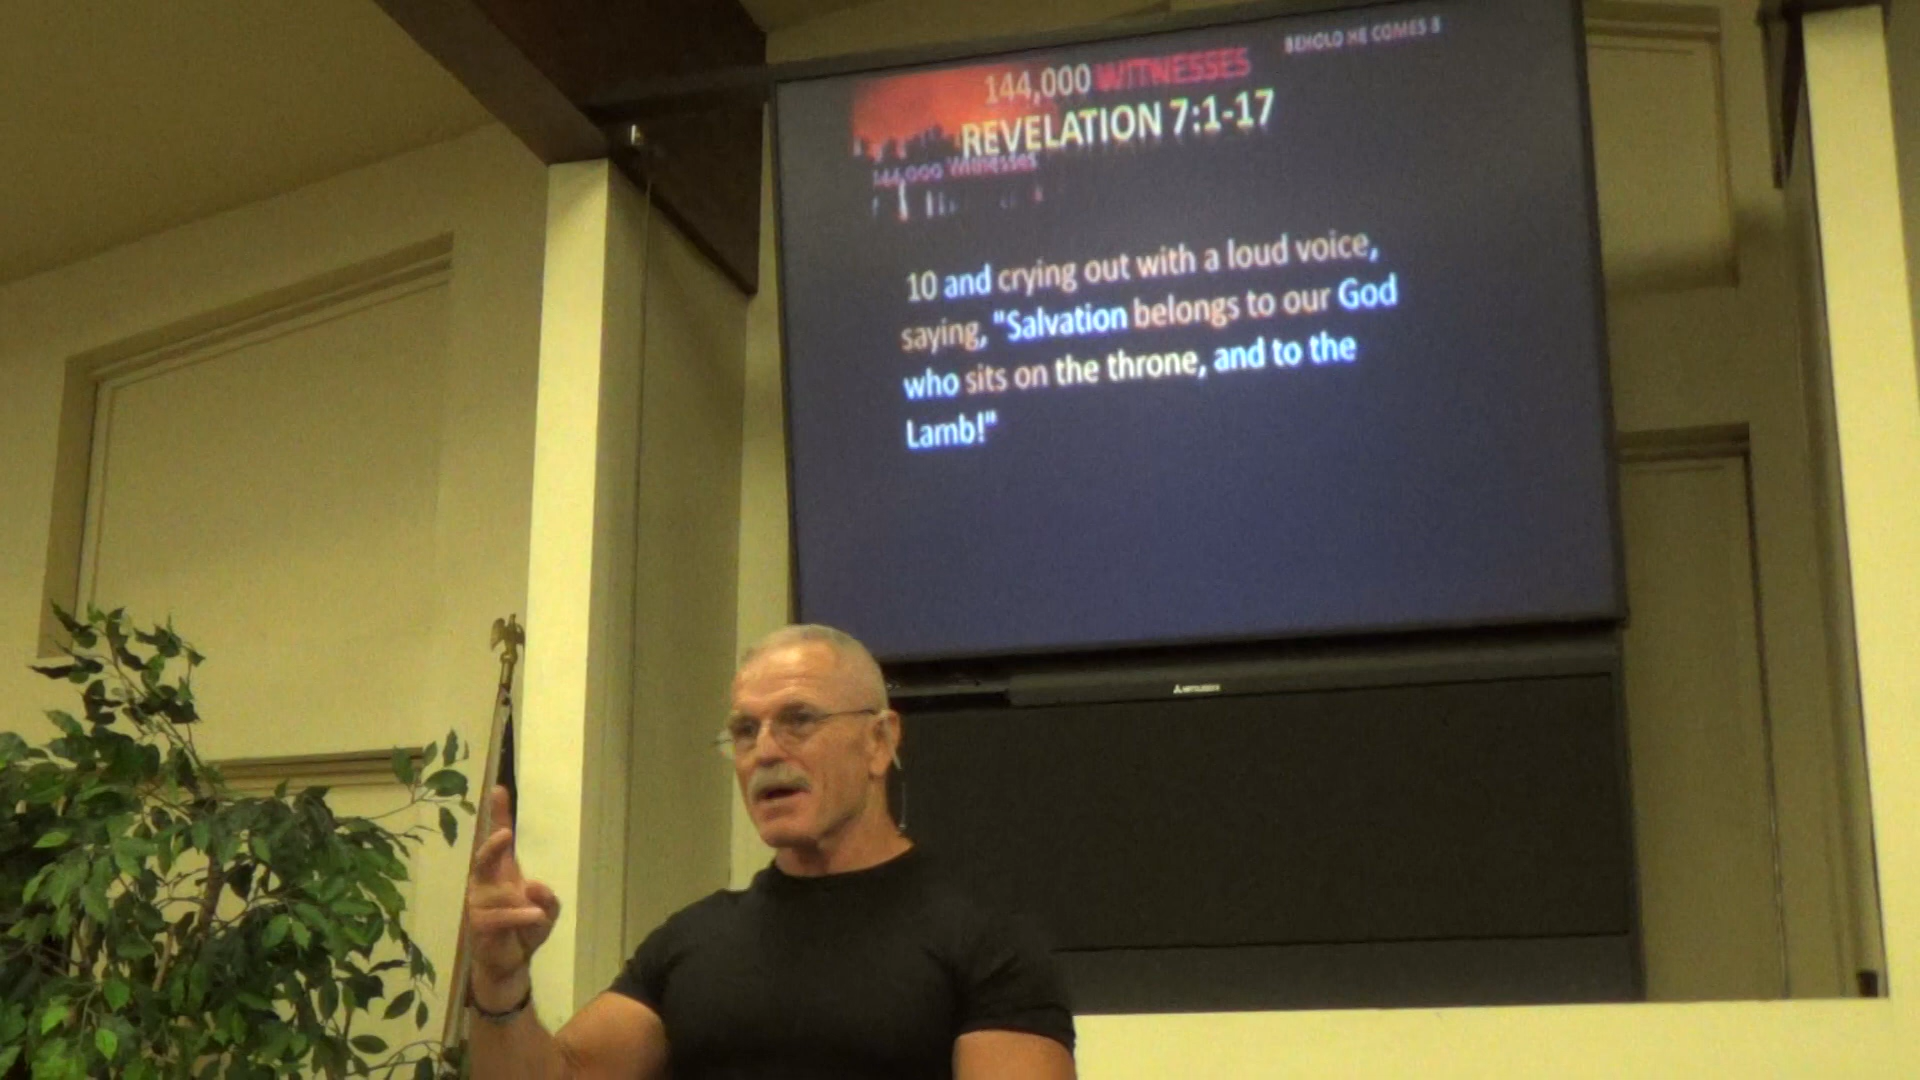 BEHOLD HE COMES 8
144,000 WITNESSES
REVELATION 7:1-17
144,000 Witnesses
10 and crying out with a loud voice,
saying, "Salvation belongs to our God
who sits on the throne, and to the
Lamb!"
MITSUBISHI